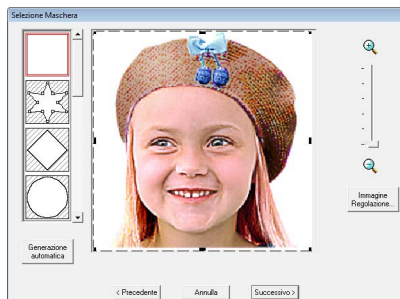 Selezione Maschera
Immagine
Regolazione...
Generazione
automatica
< Precedente
Annulla
Successivo >